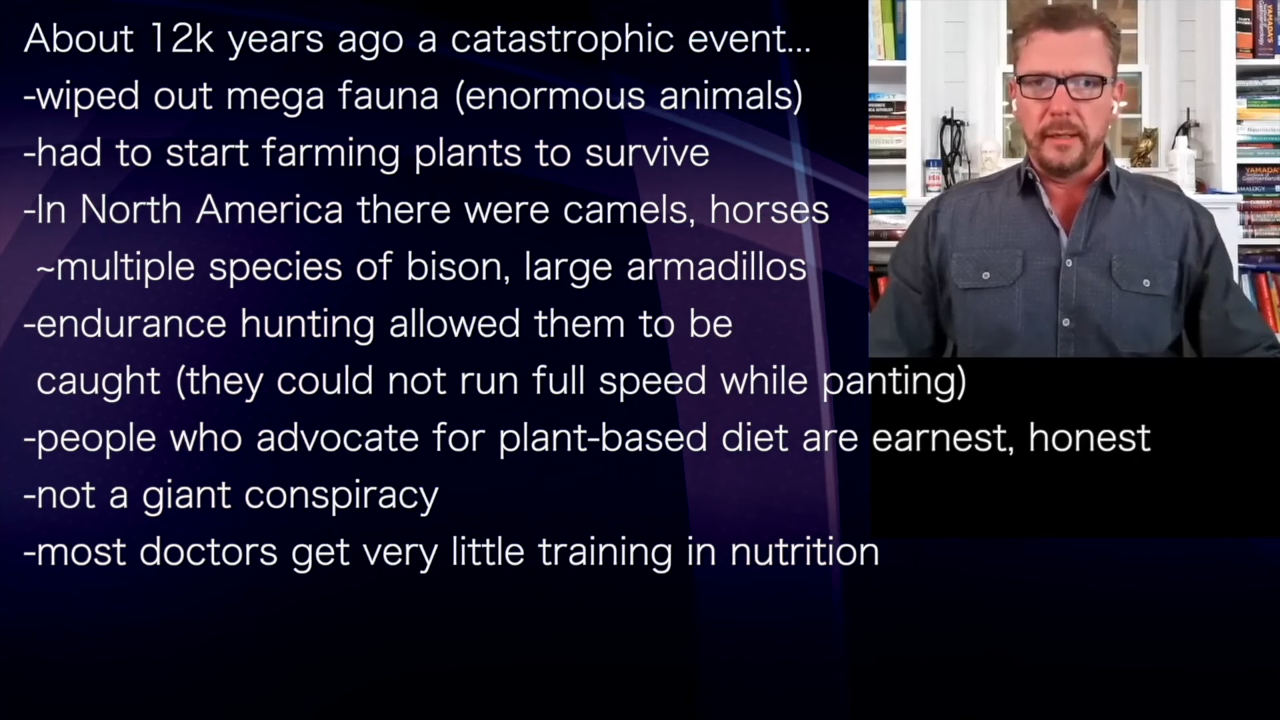 About 12k years ago a catastrophic event...
-wiped out mega fauna (enormous animals)
-had to start farming plants to survive
-In North America there were camels, horses
~multiple species of bison, large armadillos
-endurance hunting allowed them to be
caught (they could not run full speed while panting)
-people who advocate for plant-based diet are earnest, honest
-not a giant conspiracy
-most doctors get very little training in nutrition
YAMADA'S
YAMADA'S